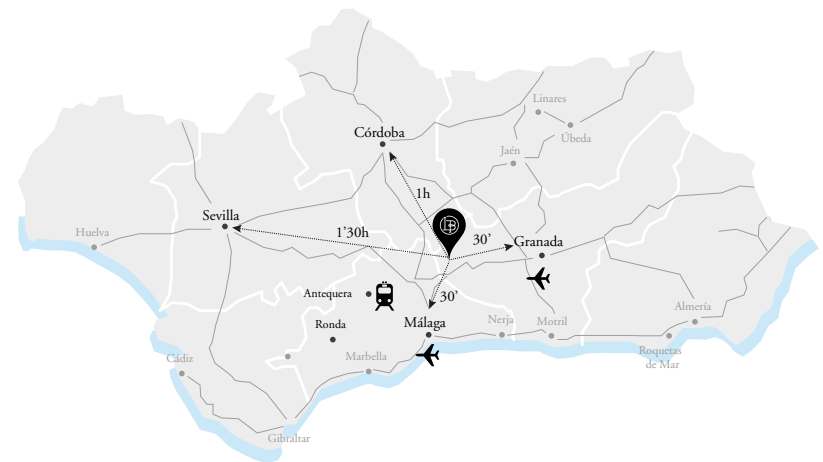 Linares
Córdoba
Úbeda
Jaén
1h
Sevilla
1'30h
30'
Granada
Huelva
Antequera
30'
Almería
Ronda
Málaga
Nerja
Motril
Cádiz
Marbella
Roquetas
de Mar
Gibraltar